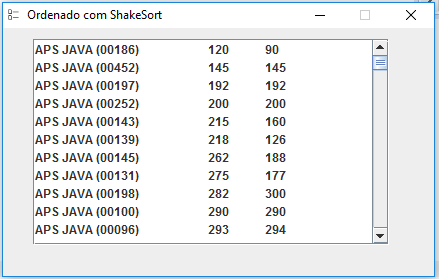 Ordenado com ShakeSort
APS JAVA (00186) 120 90
APS JAVA (00452) 145 145
APS JAVA (00197) 192 192
APS JAVA (00252) 200 200
APS JAVA (00143) 215 160
APS JAVA (00139) 218 126
APS JAVA (00145) 262 188
APS JAVA (00131) 275 177
APS JAVA (00198) 282 300
APS JAVA (00100) 290 290
APS JAVA (00096) 293 294